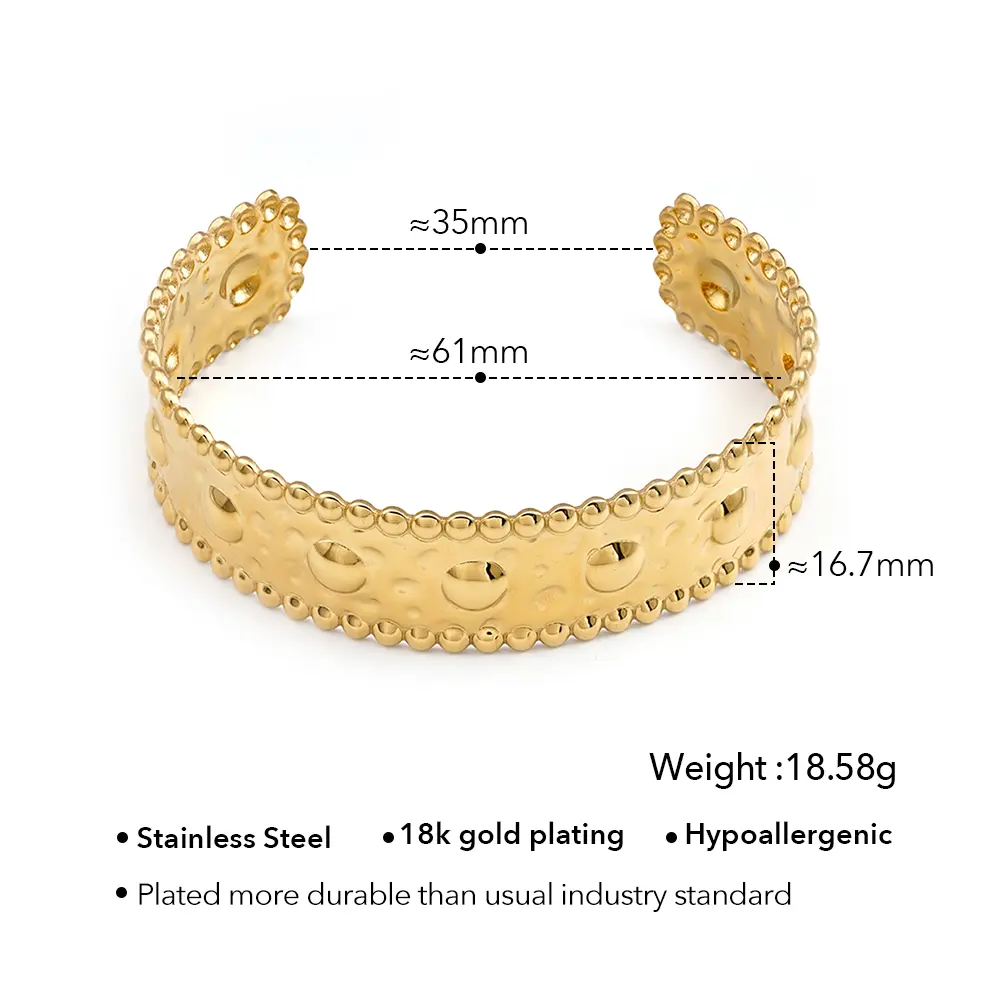 ≈35mm
≈61mm
≈16.7mm
Weight :18.58g
• Stainless Steel
• 18k gold plating
• Hypoallergenic
• Plated more durable than usual industry standard